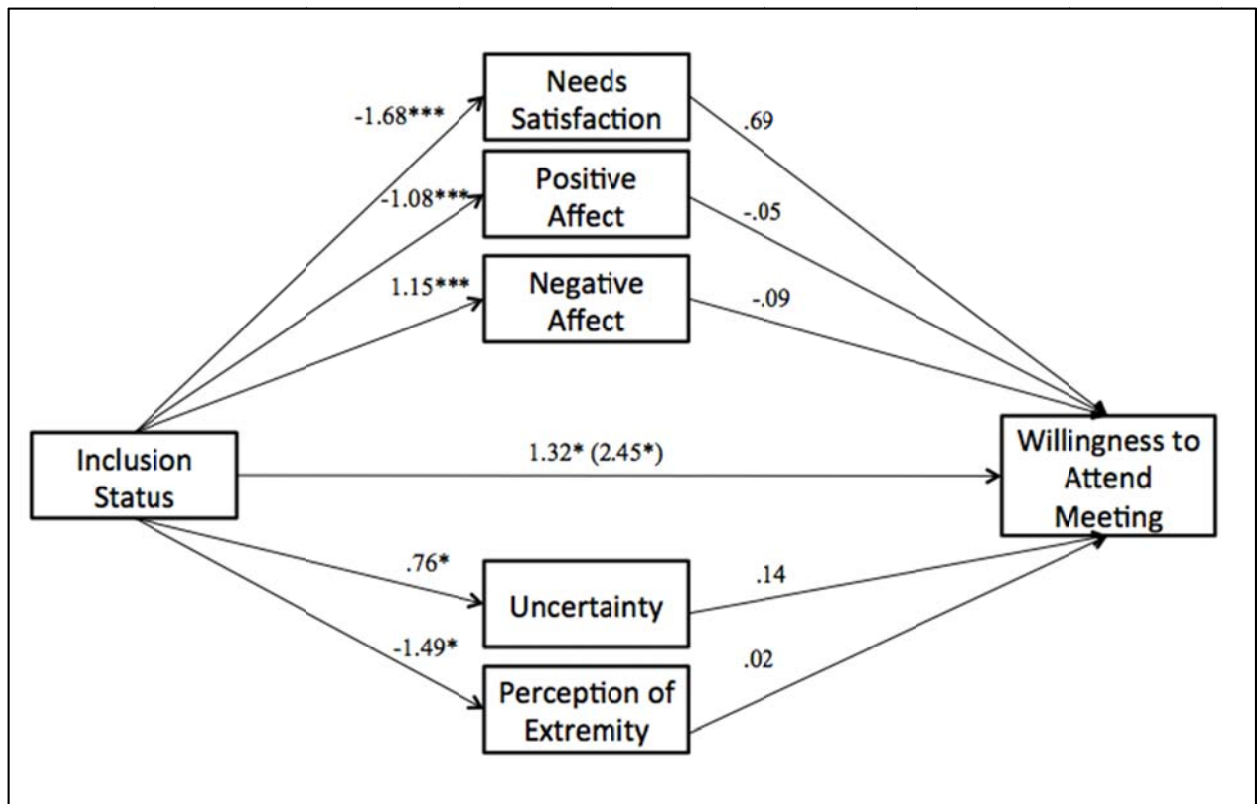 Needs
Satisfaction
-1.68***
.69
Positive
Affect
-1.08***
-.05
Negative
Affect
1.15***
-.09
Inclusion
Status
1.32* (2.45*)
Willingness to
Attend
Meeting
.76*
Uncertainty
.14
-1.49*
Perception of
Extremity
.02